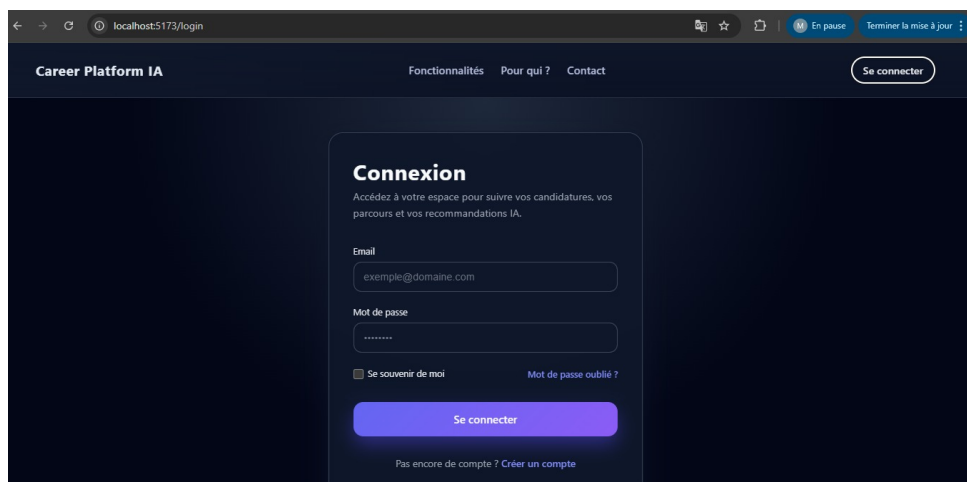 localhost:5173/login
M En pause
Terminer la mise à jour
Career Platform IA
Fonctionnalités Pour qui ? Contact
Se connecter
Connexion
Accédez à votre espace pour suivre vos candidatures, vos
parcours et vos recommandations IA.
Email
exemple@domaine.com
Mot de passe
--------
Se souvenir de moi
Mot de passe oublié ?
Se connecter
Pas encore de compte ? Créer un compte